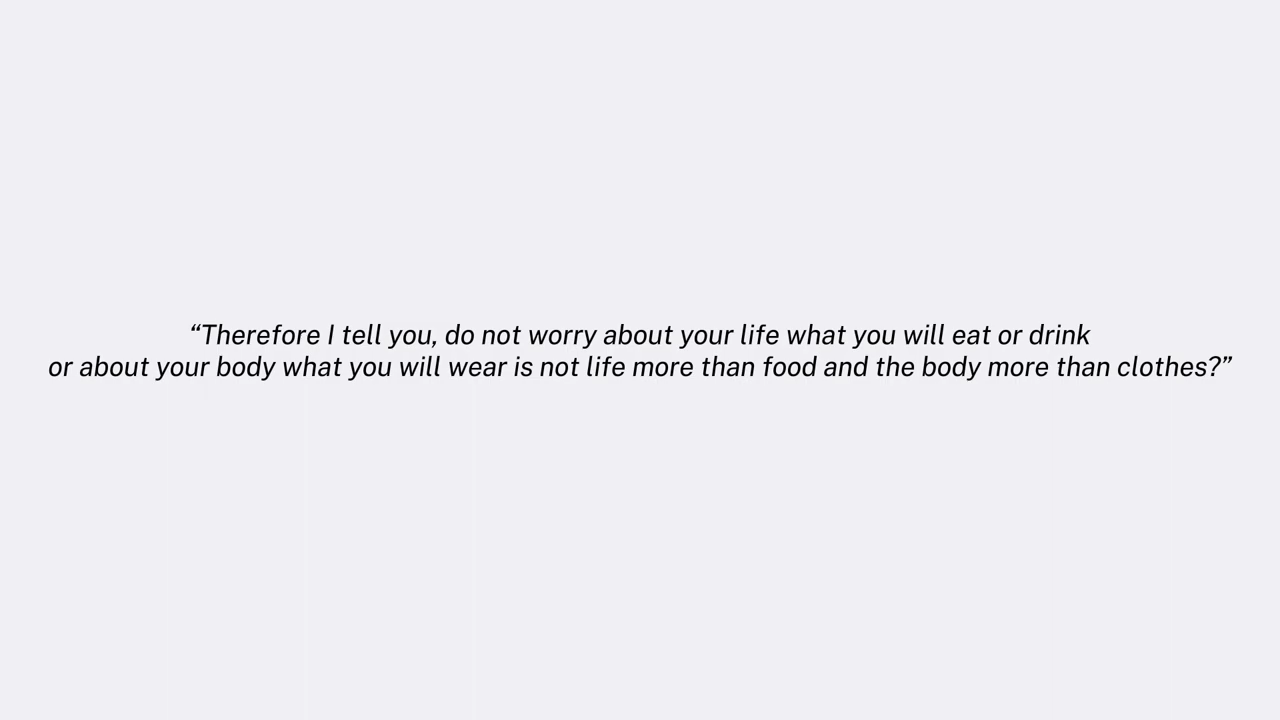 “Therefore I tell you, do not worry about your life what you will eat or drink
or about your body what you will wear is not life more than food and the body more than clothes?”